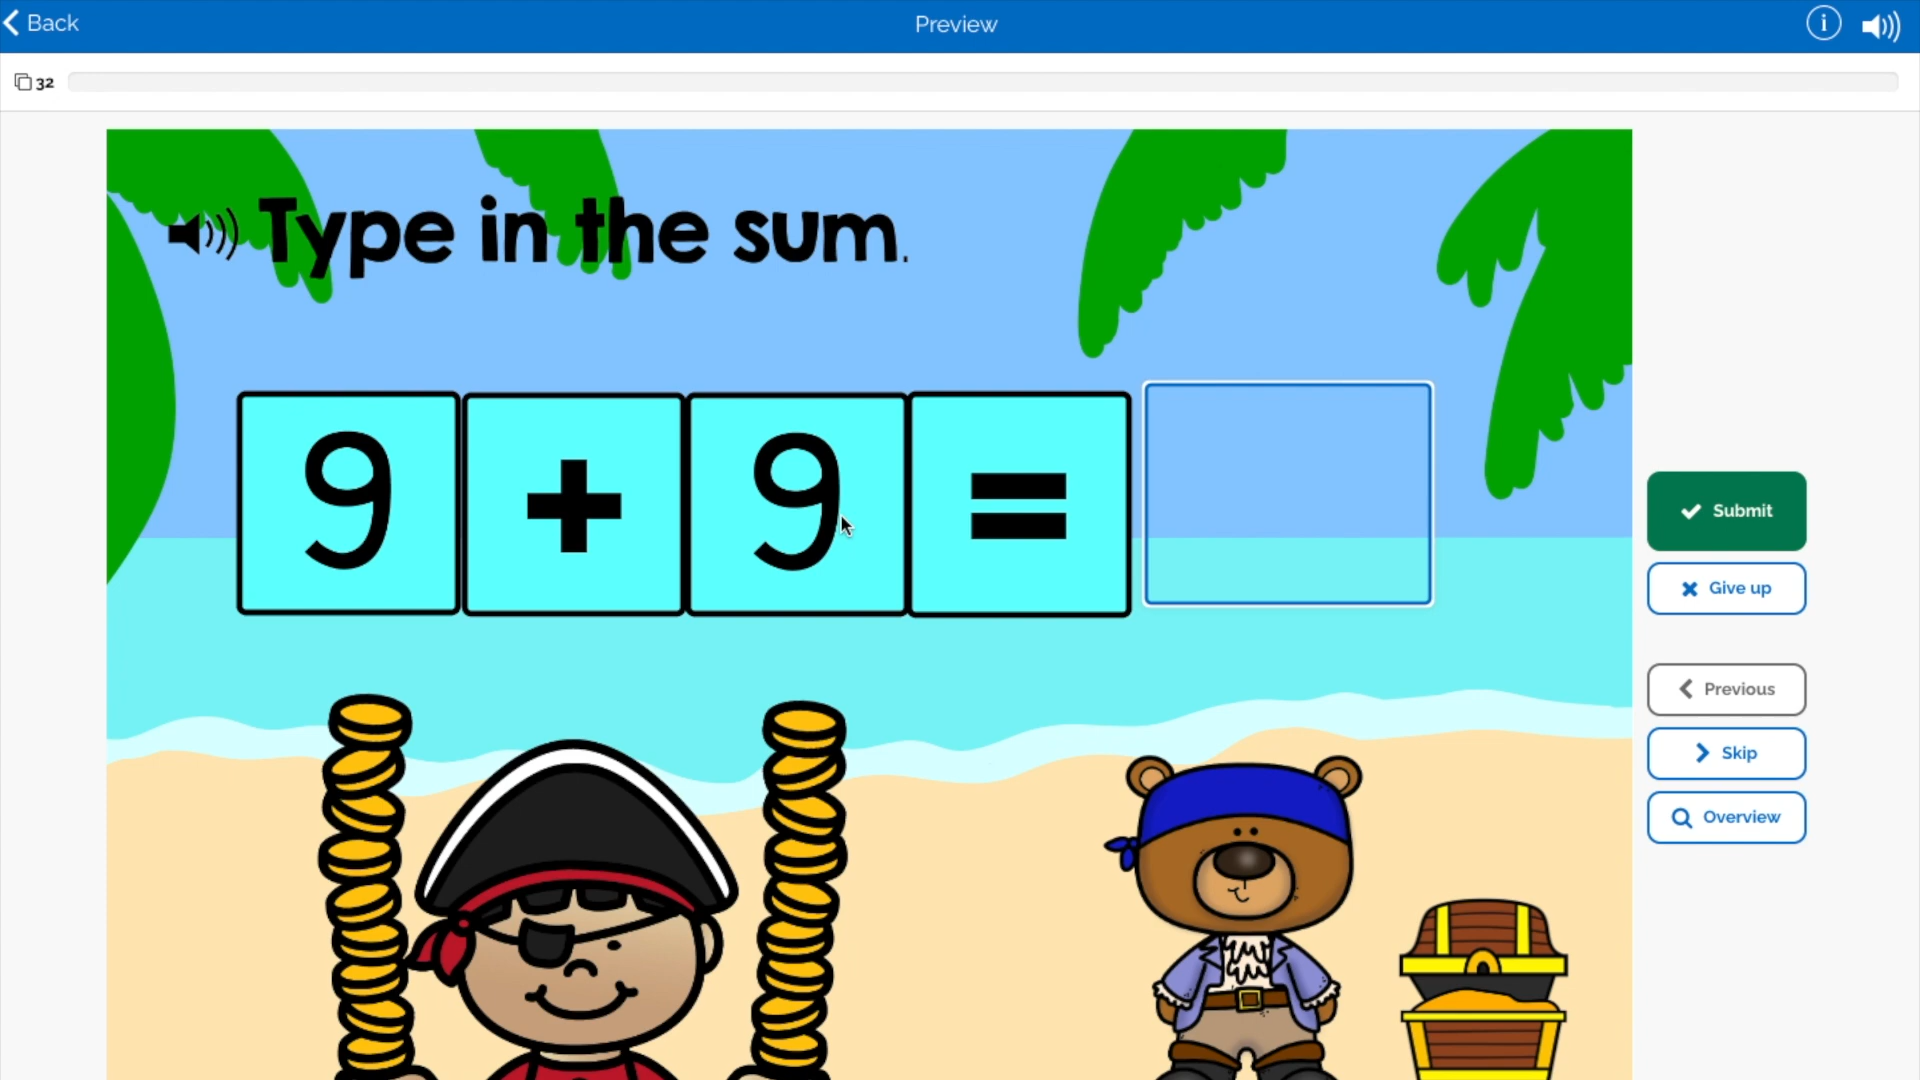 Back
Preview
i
32
Type in the sum.
9 + 9 =
Submit
Give up
Previous
Skip
Overview